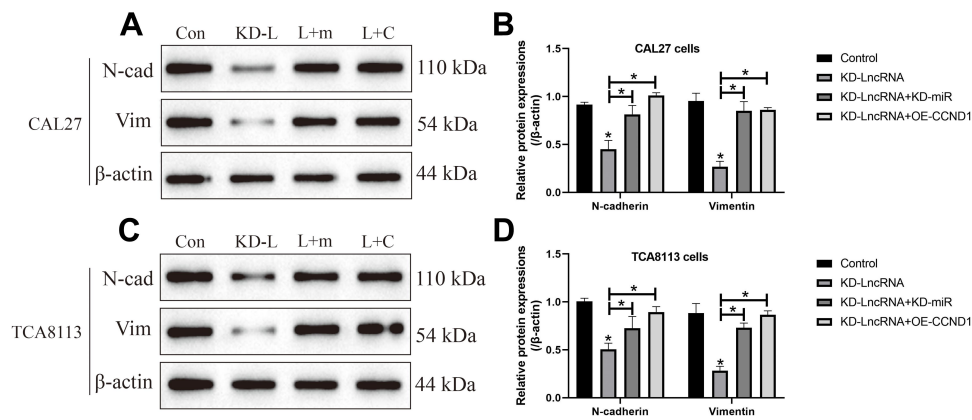 A
Con KD-L L+m L+C
N-cad 110 kDa
CAL27
Vim 54 kDa
β-actin 44 kDa
B
CAL27 cells
Relative protein expressions
(/β-actin)
1.5
1.0
0.5
0.0
* * * * * *
N-cadherin Vimentin
Control
KD-LncRNA
KD-LncRNA+KD-miR
KD-LncRNA+OE-CCND1
C
Con KD-L L+m L+C
N-cad 110 kDa
TCA8113
Vim 54 kDa
β-actin 44 kDa
D
TCA8113 cells
Relative protein expressions
(/β-actin)
1.5
1.0
0.5
0.0
* * * * * *
N-cadherin Vimentin
Control
KD-LncRNA
KD-LncRNA+KD-miR
KD-LncRNA+OE-CCND1